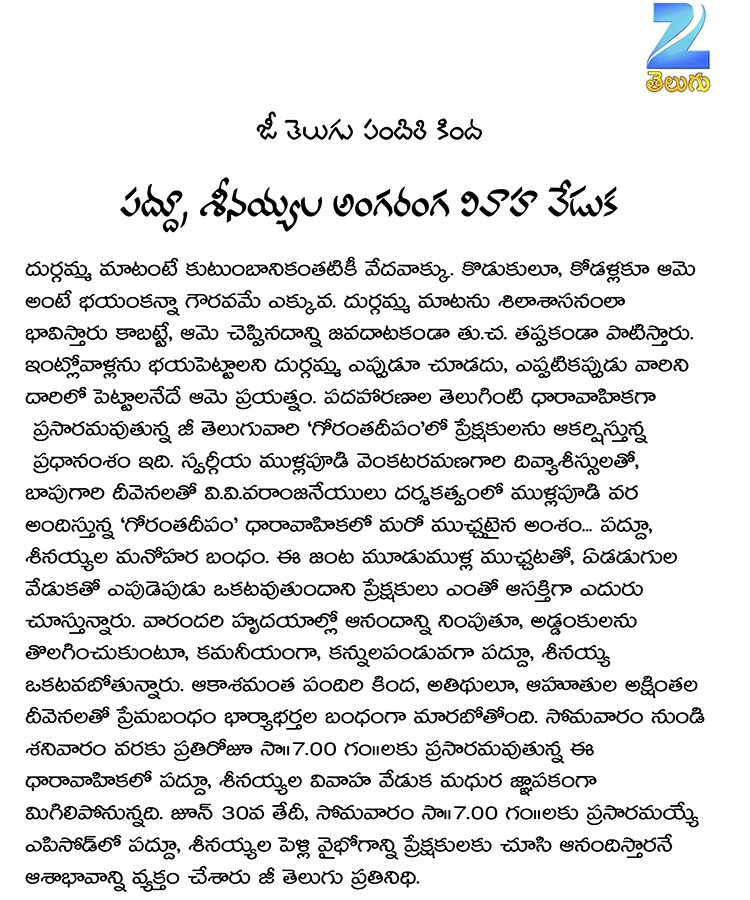 తెలుగు
జీ తెలుగు పందిరి కింద
పద్దూ, శీనయ్యల అంగరంగ వివాహ వేడుక
దుర్గమ్మ మాటంటే కుటుంబానికంతటికీ వేదవాక్కు. కొడుకులూ, కోడళ్లకూ ఆమె
అంటే భయంకన్నా గౌరవమే ఎక్కువ. దుర్గమ్మ మాటను శిలాశాసనంలా
భావిస్తారు కాబట్టే, ఆమె చెప్పినదాన్ని జవదాటకండా తు.చ. తప్పకండా పాటిస్తారు.
ఇంట్లోవాళ్లను భయపెట్టాలని దుర్గమ్మ ఎప్పుడూ చూడదు, ఎప్పటికప్పుడు వారిని
దారిలో పెట్టాలనేదే ఆమె ప్రయత్నం. పదహారణాల తెలుగింటి ధారావాహికగా
ప్రసారమవుతున్న జీ తెలుగువారి ‘గోరంతదీపం’లో ప్రేక్షకులను ఆకర్షిస్తున్న
ప్రధానంశం ఇది. స్వర్గీయ ముళ్లపూడి వెంకటరమణగారి దివ్యాశీస్సులతో,
బాపుగారి దీవెనలతో వి.వి.వరాంజనేయులు దర్శకత్వంలో ముళ్లపూడి వర
అందిస్తున్న ‘గోరంతదీపం’ ధారావాహికలో మరో ముచ్చటైన అంశం... పద్దూ,
శీనయ్యల మనోహర బంధం. ఈ జంట మూడుముళ్ల ముచ్చటతో, ఏడడుగుల
వేడుకతో ఎపుడెపుడు ఒకటవుతుందాని ప్రేక్షకులు ఎంతో ఆసక్తిగా ఎదురు
చూస్తున్నారు. వారందరి హృదయాల్లో ఆనందాన్ని నింపుతూ, అడ్డంకులను
తొలగించుకుంటూ, కమనీయంగా, కన్నులపండువగా పద్దూ, శీనయ్య
ఒకటవబోతున్నారు. ఆకాశమంత పందిరి కింద, అతిథులూ, ఆహూతుల అక్షింతల
దీవెనలతో ప్రేమబంధం భార్యాభర్తల బంధంగా మారబోతోంది. సోమవారం నుండి
శనివారం వరకు ప్రతిరోజూ సా॥7.00 గం॥లకు ప్రసారమవుతున్న ఈ
ధారావాహికలో పద్దూ, శీనయ్యల వివాహ వేడుక మధుర జ్ఞాపకంగా
మిగిలిపోనున్నది. జూన్ 30వ తేదీ, సోమవారం సా॥7.00 గం॥లకు ప్రసారమయ్యే
ఎపిసోడ్‌లో పద్దూ, శీనయ్యల పెళ్లి వైభోగాన్ని ప్రేక్షకులకు చూసి ఆనందిస్తారనే
ఆశాభావాన్ని వ్యక్తం చేశారు జీ తెలుగు ప్రతినిధి.